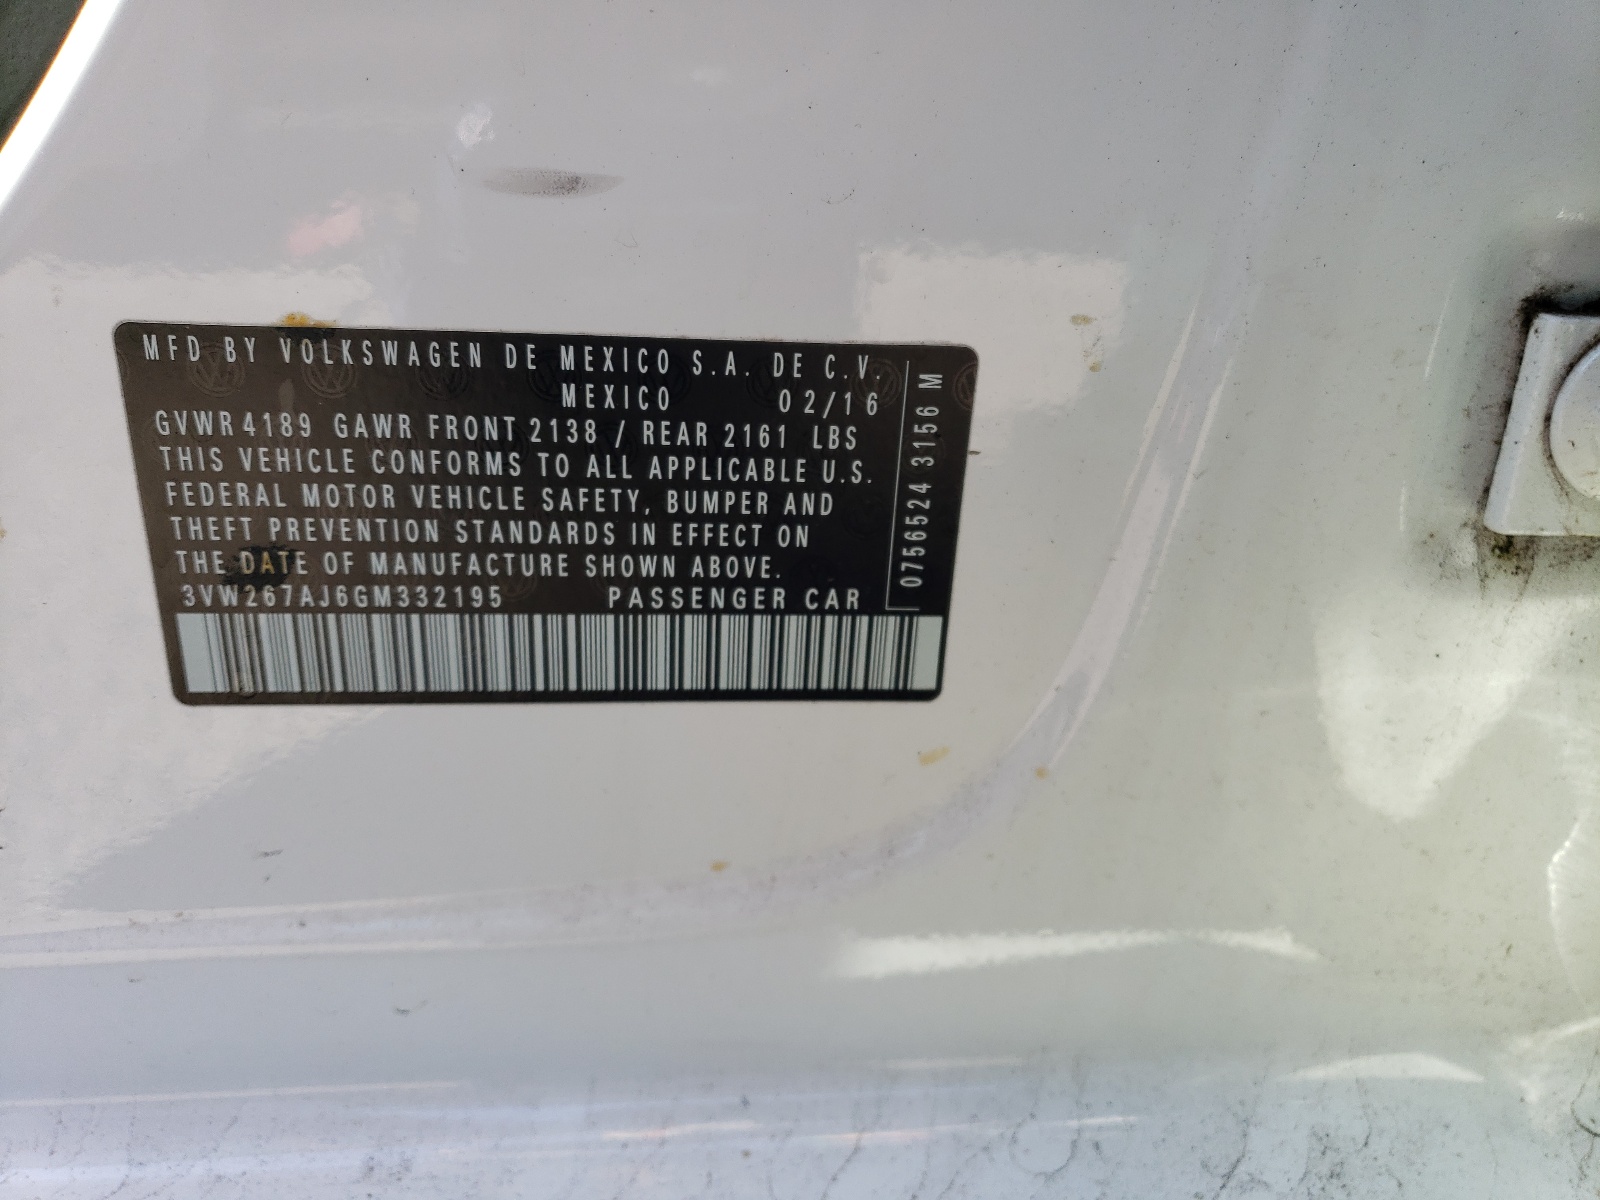 MFD BY VOLKSWAGEN DE MEXICO S.A. DE C.V.
MEXICO 02/16
GVWR 4189 GAWR FRONT 2138 / REAR 2161 LBS
THIS VEHICLE CONFORMS TO ALL APPLICABLE U.S.
FEDERAL MOTOR VEHICLE SAFETY, BUMPER AND
THEFT PREVENTION STANDARDS IN EFFECT ON
THE DATE OF MANUFACTURE SHOWN ABOVE.
3VW267AJ6GM332195 PASSENGER CAR
0756524 3156 M